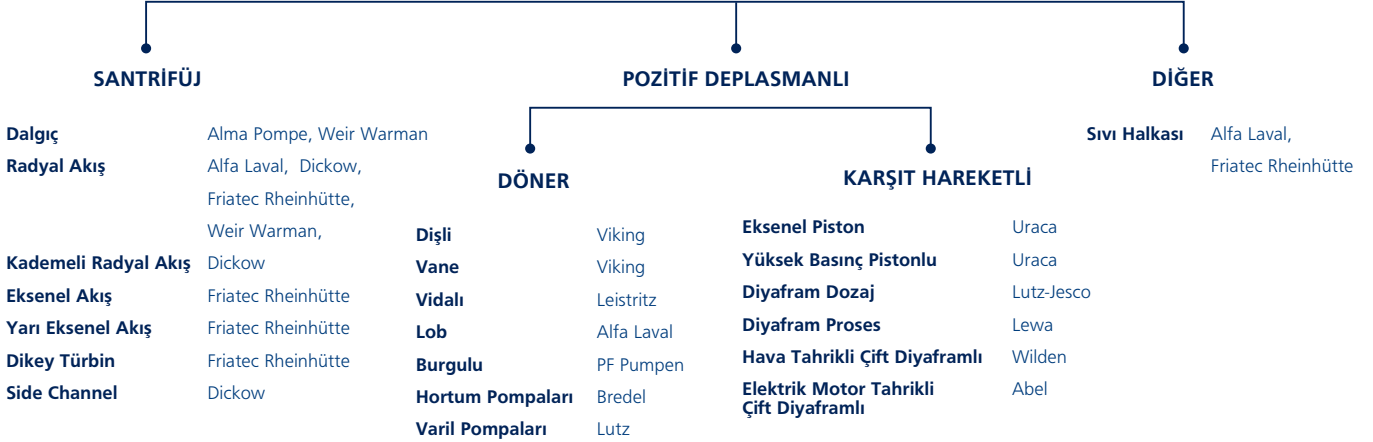 SANTRİFÜJ
Dalgıç Alma Pompe, Weir Warman
Radyal Akış Alfa Laval, Dickow,
Friatec Rheinhütte,
Weir Warman,
Kademeli Radyal Akış Dickow
Eksenel Akış Friatec Rheinhütte
Yarı Eksenel Akış Friatec Rheinhütte
Dikey Türbin Friatec Rheinhütte
Side Channel Dickow
POZİTİF DEPLASMANLI
DÖNER
Dişli Viking
Vane Viking
Vidalı Leistritz
Lob Alfa Laval
Burgulu PF Pumpen
Hortum Pompaları Bredel
Varil Pompaları Lutz
KARŞIT HAREKETLİ
Eksenel Piston Uraca
Yüksek Basınç Pistonlu Uraca
Diyafram Dozaj Lutz-Jesco
Diyafram Proses Lewa
Hava Tahrikli Çift Diyaframlı Wilden
Elektrik Motor Tahrikli Abel
Çift Diyaframlı
DİĞER
Sıvı Halkası Alfa Laval,
Friatec Rheinhütte